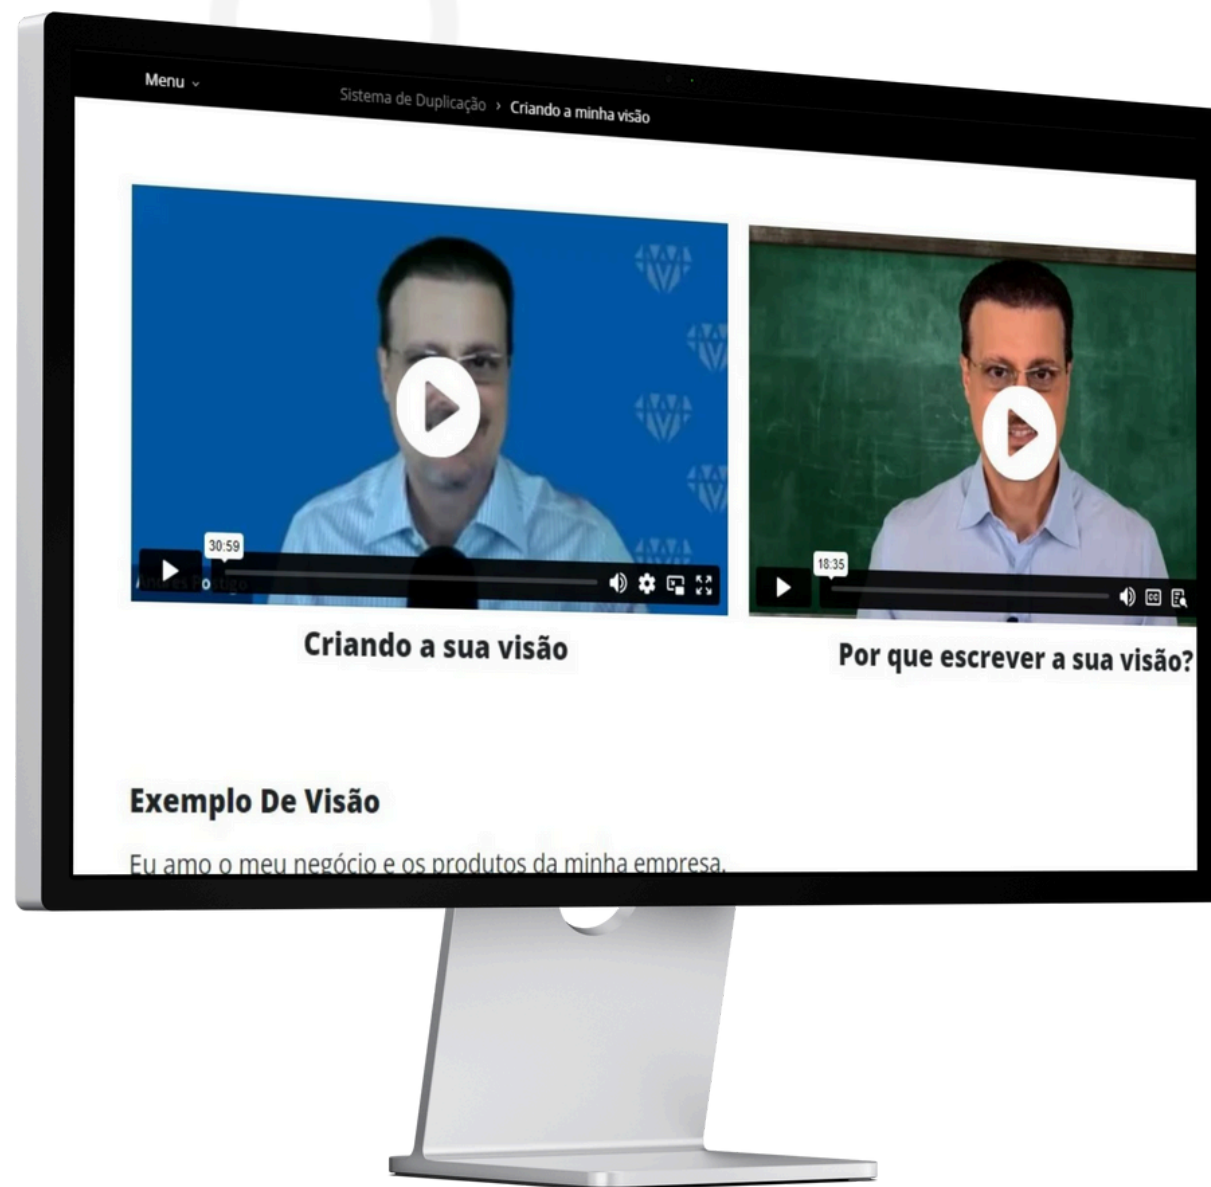 Menu
Sistema de Duplicação > Criando a minha visão
30:59
18:35
Criando a sua visão
Por que escrever a sua visão?
Exemplo De Visão
Eu amo o meu negócio e os produtos da minha empresa.